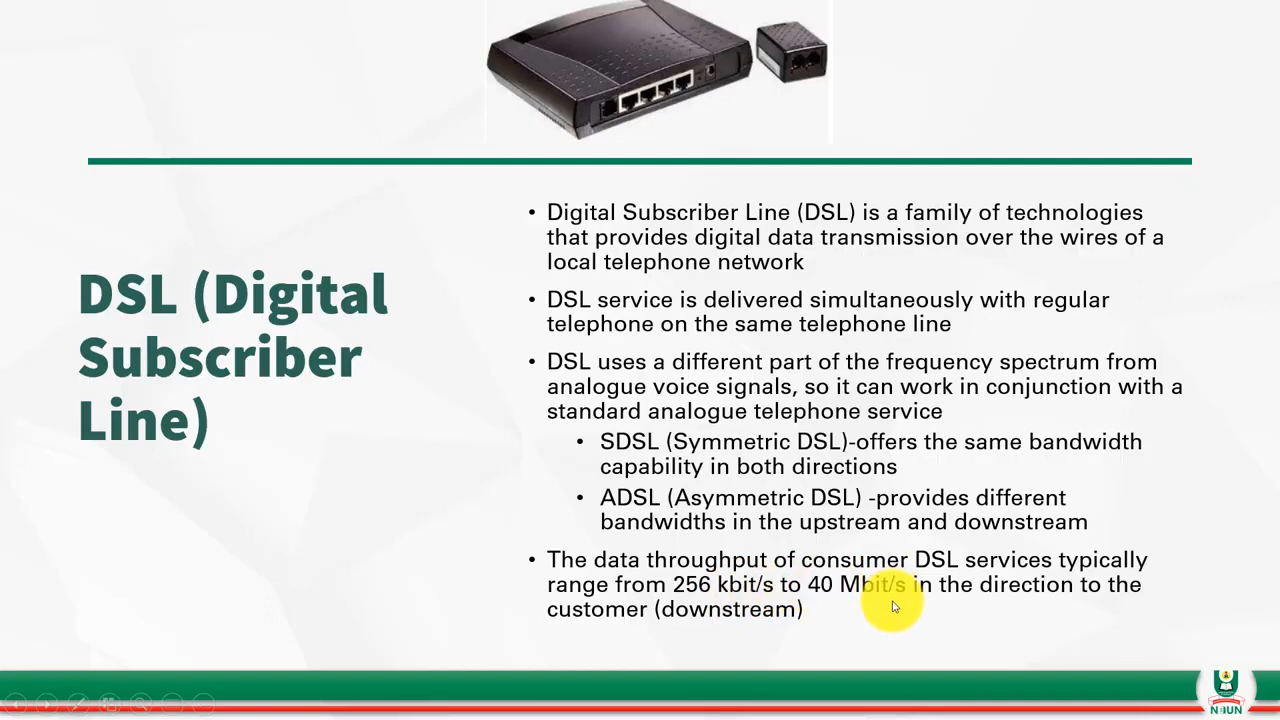 DSL (Digital
Subscriber
Line)
• Digital Subscriber Line (DSL) is a family of technologies
that provides digital data transmission over the wires of a
local telephone network
• DSL service is delivered simultaneously with regular
telephone on the same telephone line
• DSL uses a different part of the frequency spectrum from
analogue voice signals, so it can work in conjunction with a
standard analogue telephone service
• SDSL (Symmetric DSL)-offers the same bandwidth
capability in both directions
• ADSL (Asymmetric DSL) -provides different
bandwidths in the upstream and downstream
• The data throughput of consumer DSL services typically
range from 256 kbit/s to 40 Mbit/s in the direction to the
customer (downstream)
NOUN